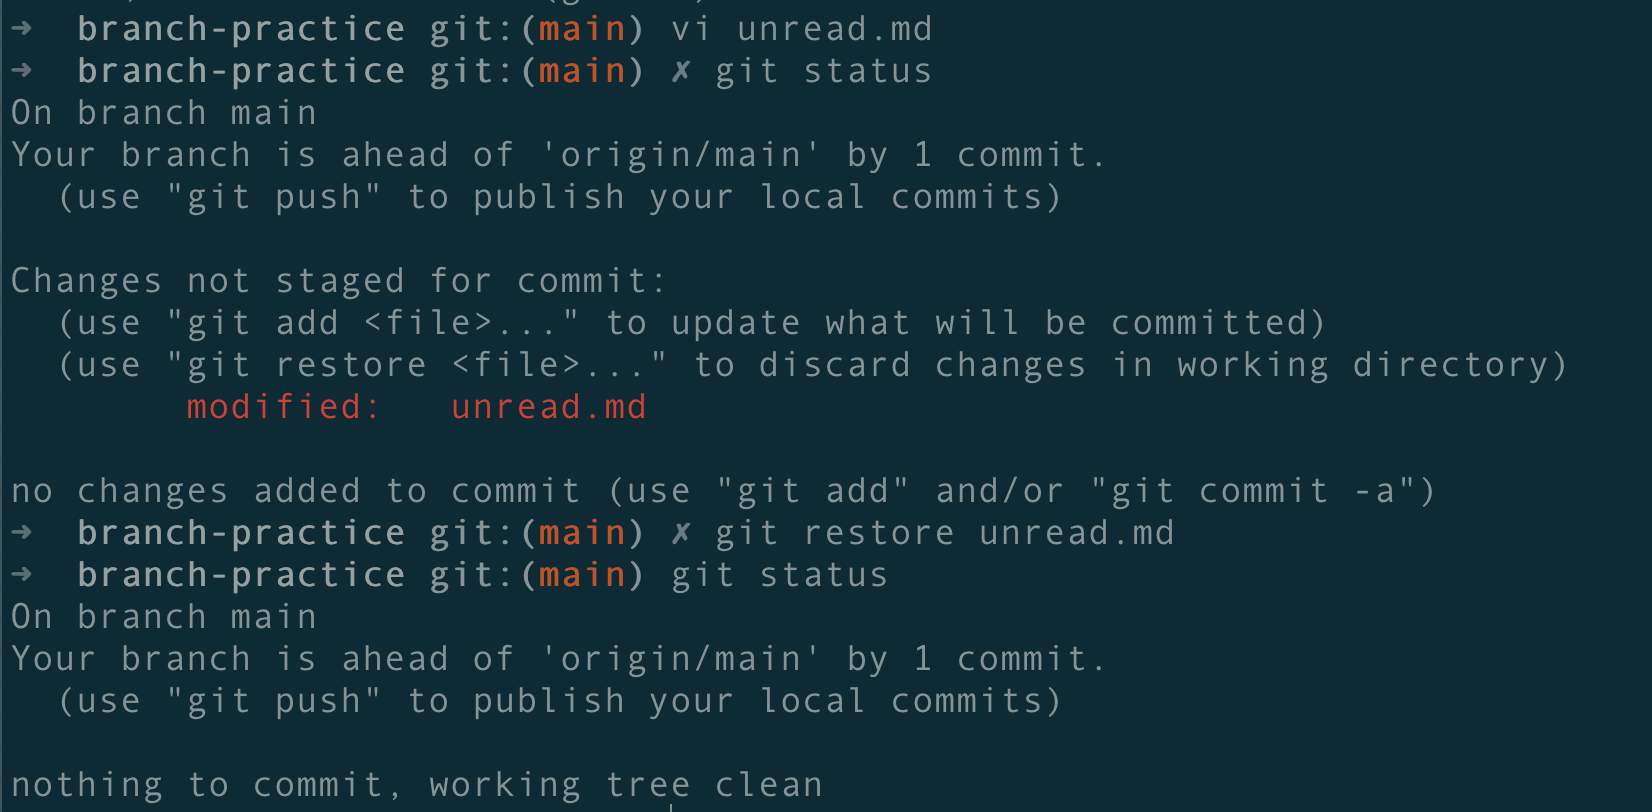 ➜  branch-practice git:(main) vi unread.md
➜  branch-practice git:(main) ✗ git status
On branch main
Your branch is ahead of 'origin/main' by 1 commit.
  (use "git push" to publish your local commits)

Changes not staged for commit:
  (use "git add <file>..." to update what will be committed)
  (use "git restore <file>..." to discard changes in working directory)
        modified:   unread.md

no changes added to commit (use "git add" and/or "git commit -a")
➜  branch-practice git:(main) ✗ git restore unread.md
➜  branch-practice git:(main) git status
On branch main
Your branch is ahead of 'origin/main' by 1 commit.
  (use "git push" to publish your local commits)

nothing to commit, working tree clean